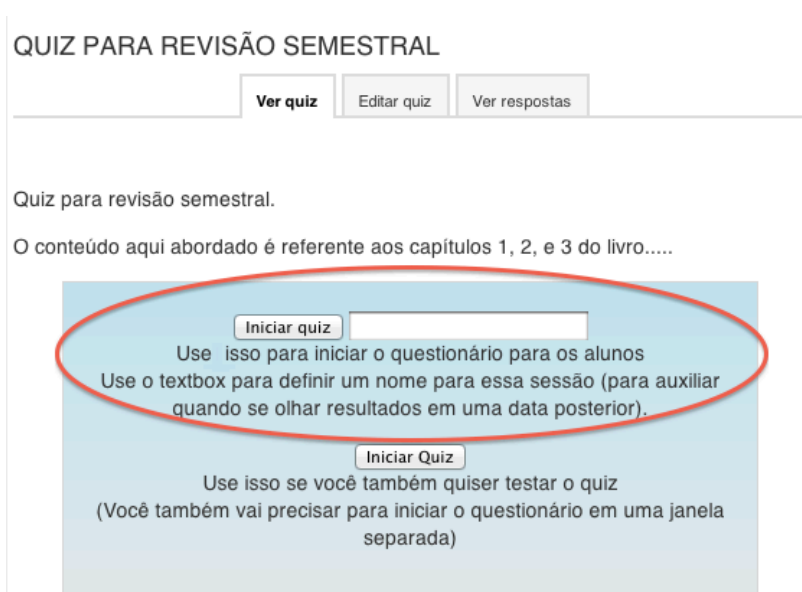 QUIZ PARA REVISÃO SEMESTRAL
Ver quiz Editar quiz Ver respostas
Quiz para revisão semestral.
O conteúdo aqui abordado é referente aos capítulos 1, 2, e 3 do livro.....
Iniciar quiz
Use isso para iniciar o questionário para os alunos
Use o textbox para definir um nome para essa sessão (para auxiliar
quando se olhar resultados em uma data posterior).
Iniciar Quiz
Use isso se você também quiser testar o quiz
(Você também vai precisar para iniciar o questionário em uma janela
separada)